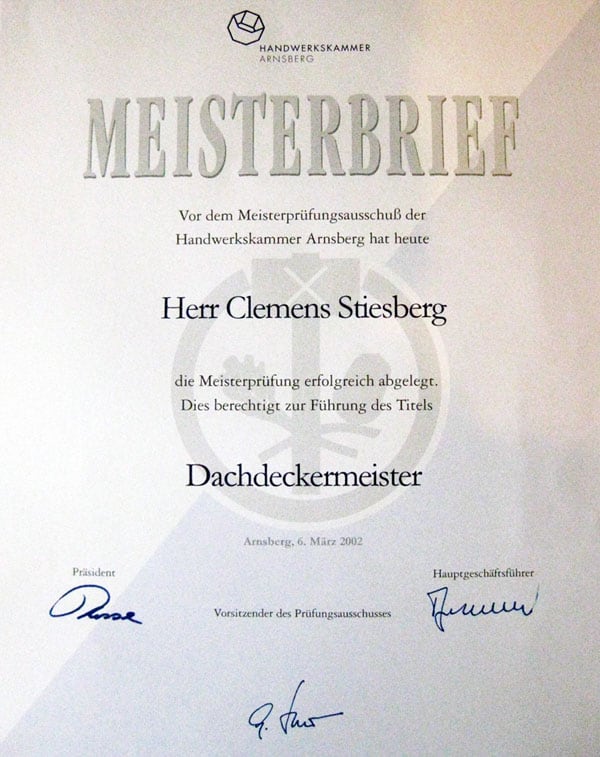 HANDWERKSKAMMER
ARNSBERG
MEISTERBRIEF
Vor dem Meisterprüfungsausschuß der
Handwerkskammer Arnsberg hat heute
Herr Clemens Stiesberg
die Meisterprüfung erfolgreich abgelegt.
Dies berechtigt zur Führung des Titels
Dachdeckermeister
Arnsberg, 6. März 2002
Präsident
Hauptgeschäftsführer
Vorsitzender des Prüfungsausschusses